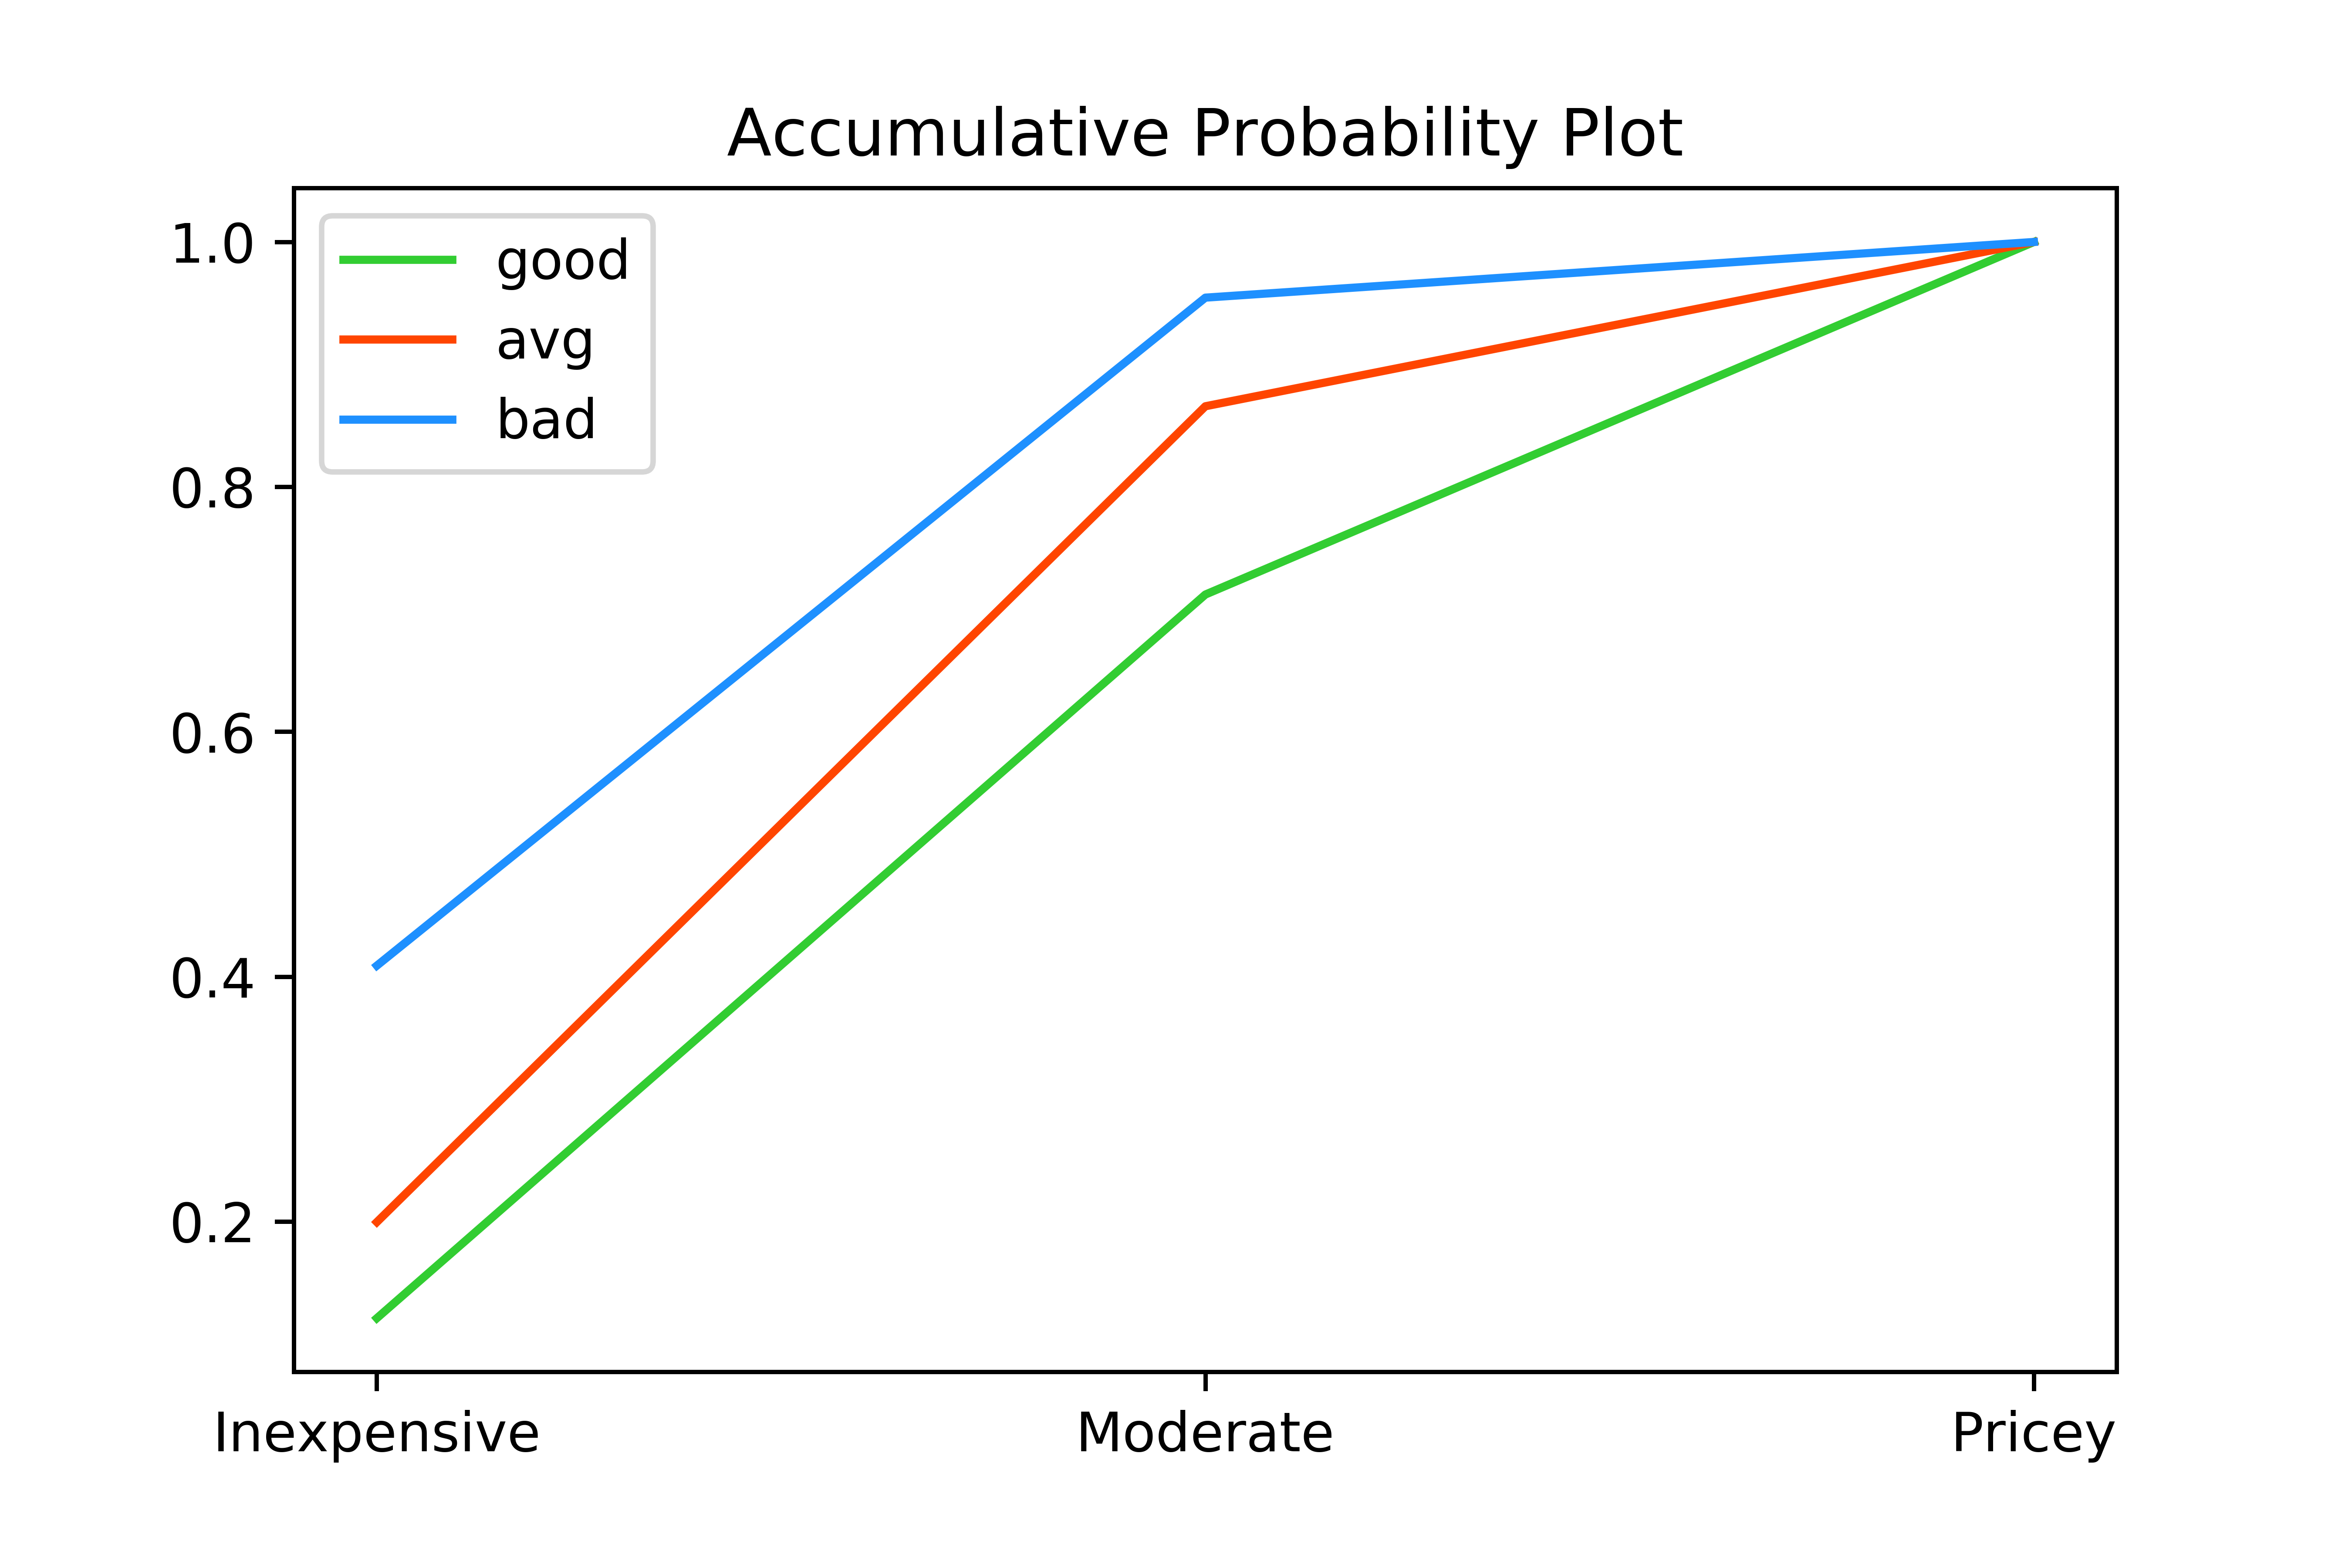 Accumulative Probability Plot
good
avg
bad
1.0
0.8
0.6
0.4
0.2
Inexpensive
Moderate
Pricey